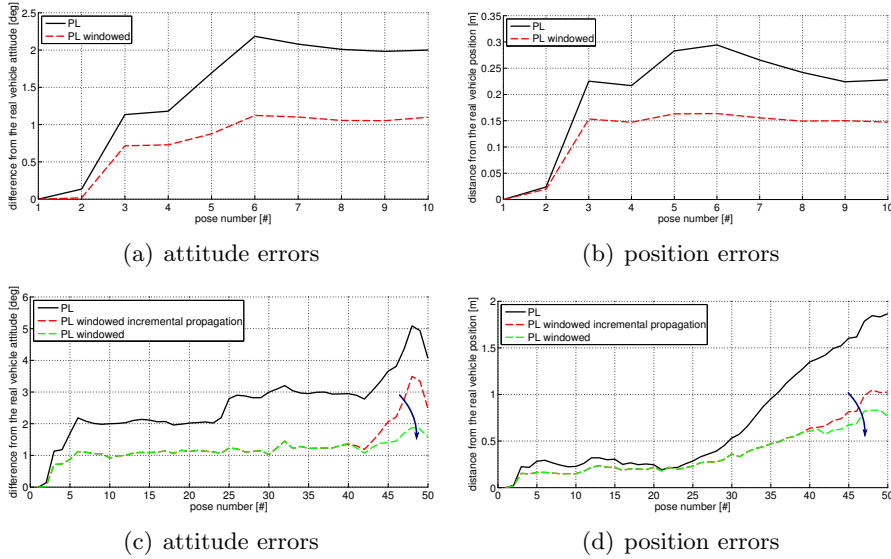 difference from the real vehicle attitude [deg]
2.5
2
1.5
1
0.5
0
PL
PL windowed
1 2 3 4 5 6 7 8 9 10
pose number [#]
(a) attitude errors
distance from the real vehicle position [m]
0.35
0.3
0.25
0.2
0.15
0.1
0.05
0
PL
PL windowed
1 2 3 4 5 6 7 8 9 10
pose number [#]
(b) position errors
difference from the real vehicle attitude [deg]
6
5
4
3
2
1
0
PL
PL windowed incremental propagation
PL windowed
0 5 10 15 20 25 30 35 40 45 50
pose number [#]
(c) attitude errors
distance from the real vehicle position [m]
2
1.5
1
0.5
0
PL
PL windowed incremental propagation
PL windowed
5 10 15 20 25 30 35 40 45 50
pose number [#]
(d) position errors